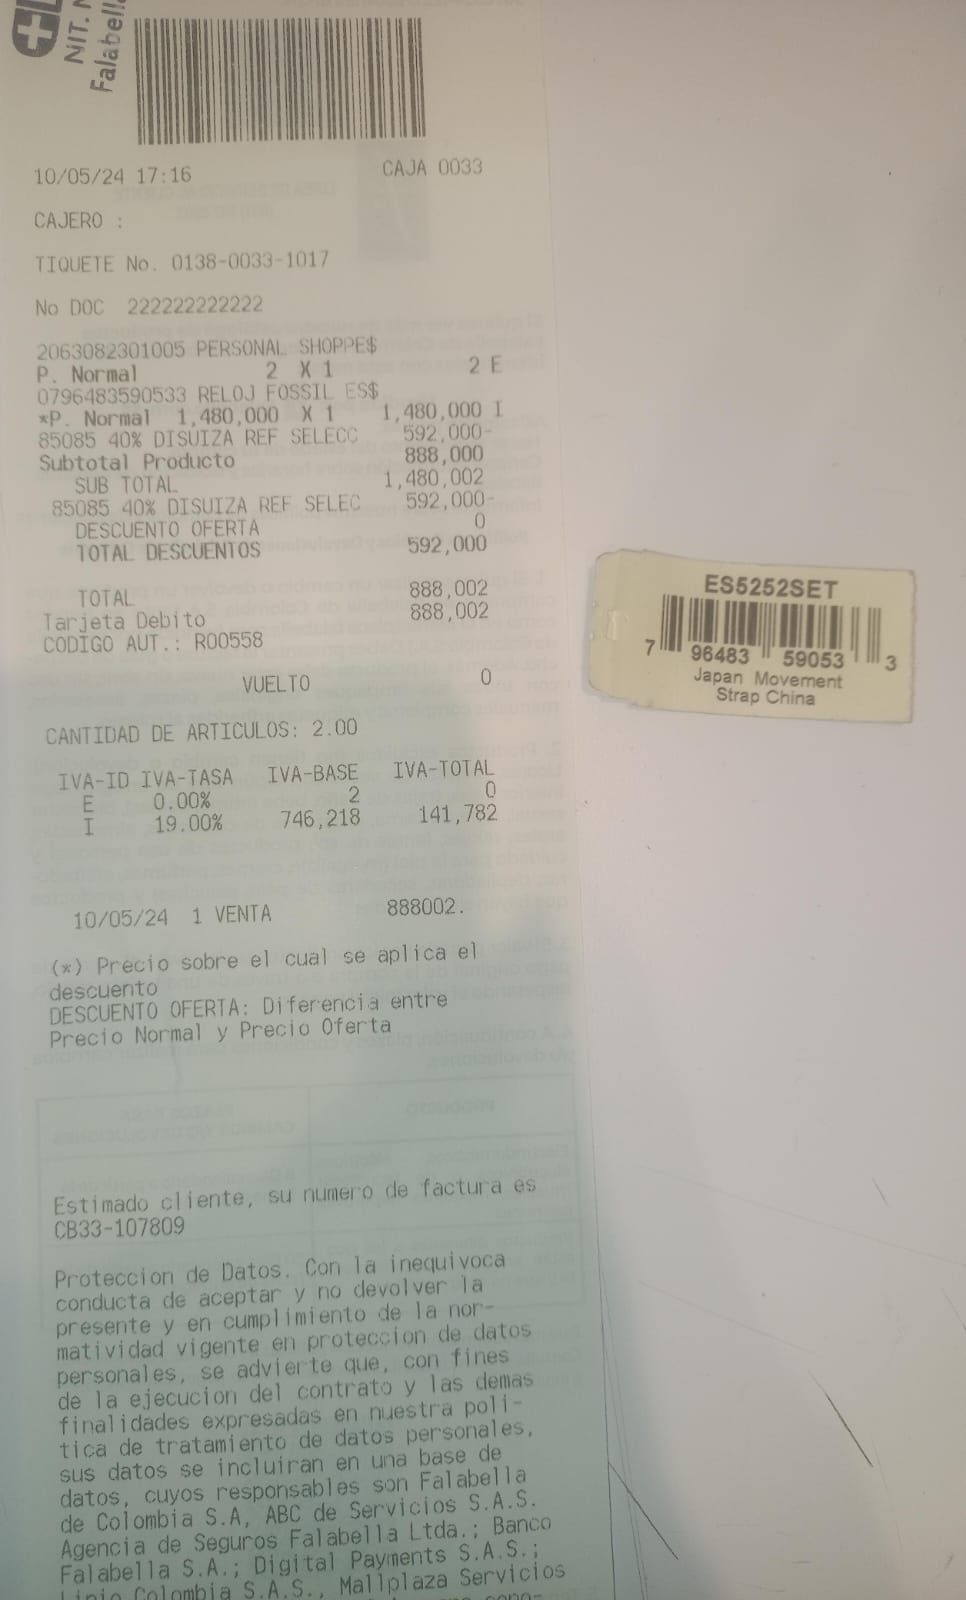 NIT.
Falabell
10/05/24 17:16 CAJA 0033
CAJERO :
TIQUETE No. 0138-0033-1017
No DOC 222222222222
2063082301005 PERSONAL SHOPPE$
P. Normal 2 X 1 2 E
0796483590533 RELOJ FOSSIL ES$
*P. Normal 1,480,000 X 1 1,480,000 I
85085 40% DISUIZA REF SELECC 592,000-
Subtotal Producto 888,000
SUB TOTAL 1,480,002
85085 40% DISUIZA REF SELEC 592,000-
DESCUENTO OFERTA 0
TOTAL DESCUENTOS 592,000
TOTAL 888,002
Tarjeta Debito 888,002
CODIGO AUT.: R00558
VUELTO 0
CANTIDAD DE ARTICULOS: 2.00
IVA-ID IVA-TASA IVA-BASE IVA-TOTAL
E 0.00% 2 0
I 19.00% 746,218 141,782
10/05/24 1 VENTA 888002.
(*) Precio sobre el cual se aplica el
descuento
DESCUENTO OFERTA: Diferencia entre
Precio Normal y Precio Oferta
Estimado cliente, su numero de factura es
CB33-107809
Proteccion de Datos. Con la inequivoca
conducta de aceptar y no devolver la
presente y en cumplimiento de la nor-
matividad vigente en proteccion de datos
personales, se advierte que, con fines
de la ejecucion del contrato y las demas
finalidades expresadas en nuestra poli-
tica de tratamiento de datos personales,
sus datos se incluiran en una base de
datos, cuyos responsables son Falabella
de Colombia S.A, ABC de Servicios S.A.S.
Agencia de Seguros Falabella Ltda.; Banco
Falabella S.A.; Digital Payments S.A.S.;
Linio Colombia S.A.S., Mallplaza Servicios
ES5252SET
7 96483 59053 3
Japan Movement
Strap China